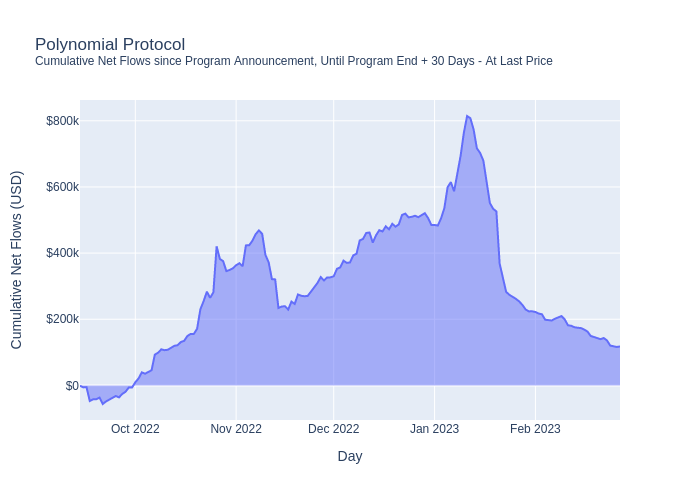 Polynomial Protocol
Cumulative Net Flows since Program Announcement, Until Program End + 30 Days - At Last Price
Cumulative Net Flows (USD)
$800k
$600k
$400k
$200k
$0
Oct 2022 Nov 2022 Dec 2022 Jan 2023 Feb 2023
Day